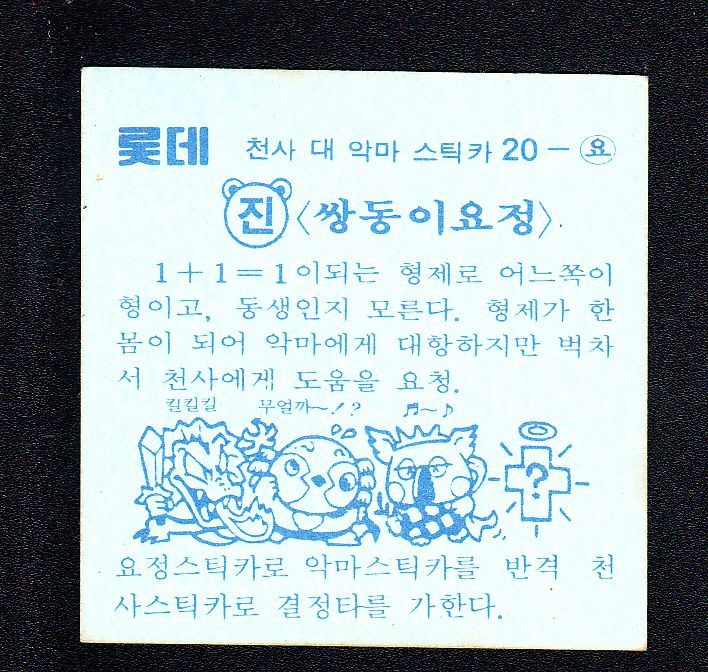 롯데 천사 대 악마 스틱카 20-요
진 〈쌍둥이요정〉
1+1=1이되는 형제로 어느쪽이
형이고, 동생인지 모른다. 형제가 한
몸이 되어 악마에게 대항하지만 벅차
서 천사에게 도움을 요청.
킬킬킬 무얼까~!? ♬~♪
?
요정스틱카로 악마스틱카를 반격 천
사스틱카로 결정타를 가한다.